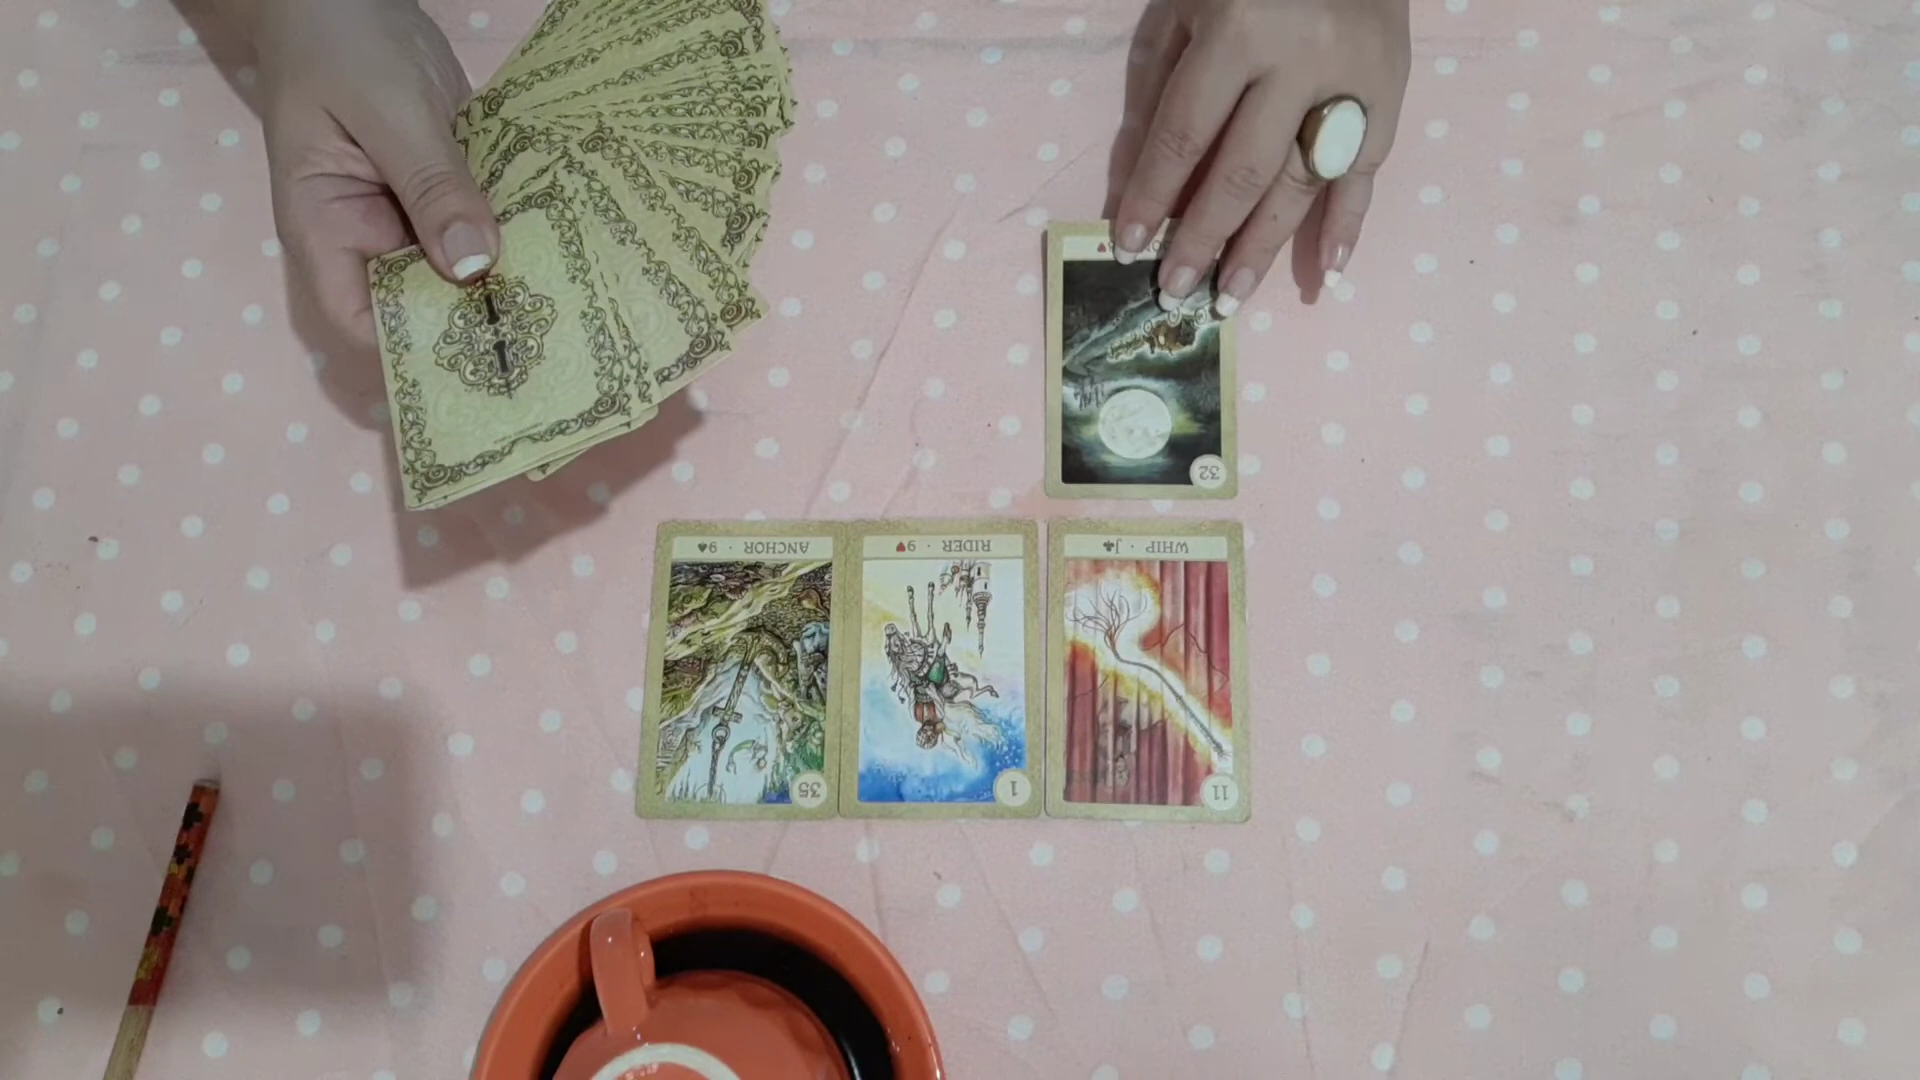 32
ANCHOR · 9♠
35
RIDER · 9♥
1
WHIP · J♣
11